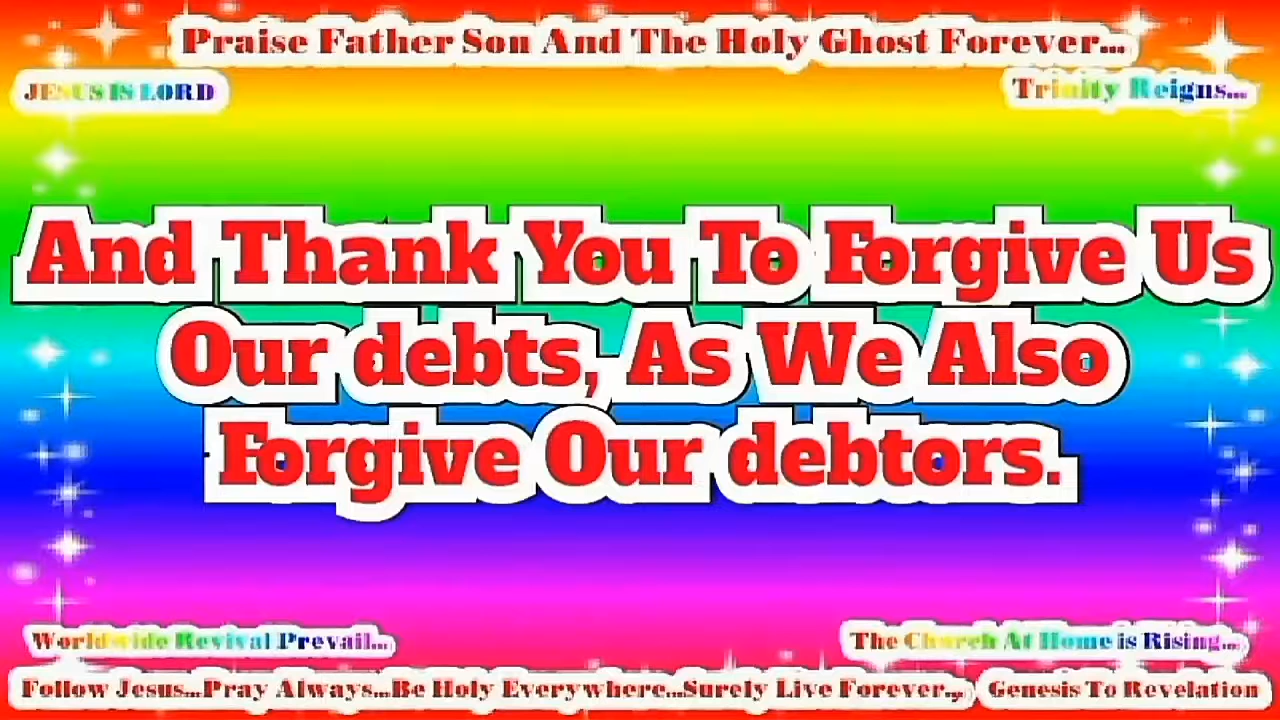 Praise Father Son And The Holy Ghost Forever...
JESUS IS LORD
Trinity Reigns...
And Thank You To Forgive Us
Our debts, As We Also
Forgive Our debtors.
Worldwide Revival Prevail...
The Church At Home is Rising...
Follow Jesus...Pray Always...Be Holy Everywhere...Surely Live Forever.,,
Genesis To Revelation